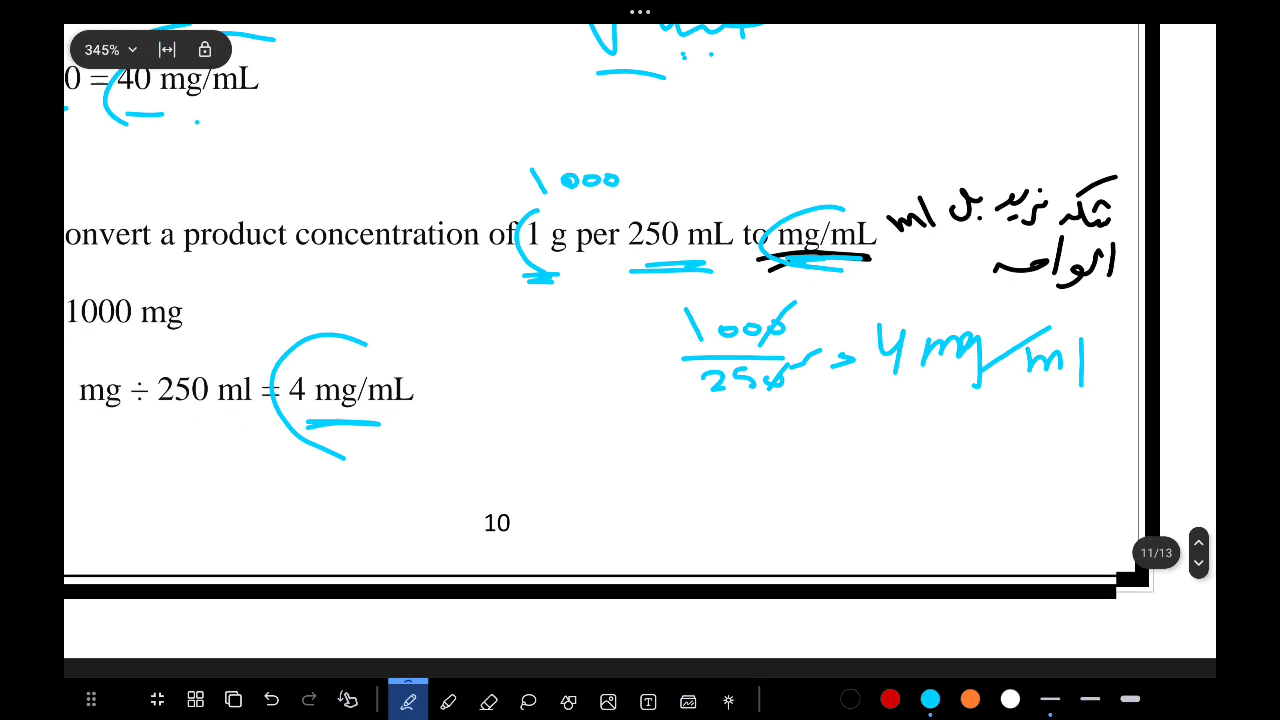 345%
0 = 40 mg/mL
1000
onvert a product concentration of 1 g per 250 mL to mg/mL
نريد بل ml
الواحد
1000 mg
1000
250
4 mg/ml
mg ÷ 250 ml = 4 mg/mL
10
11/13